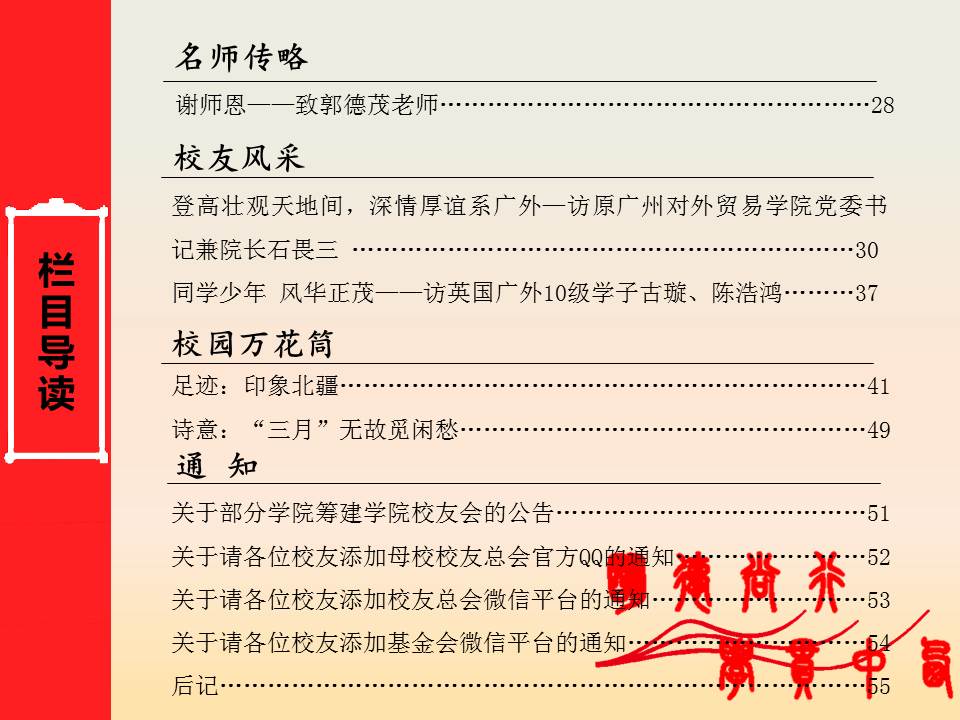 栏目导读
名师传略
谢师恩——致郭德茂老师………………………………………………28
校友风采
登高壮观天地间，深情厚谊系广外—访原广州对外贸易学院党委书
记兼院长石畏三 ………………………………………………………30
同学少年 风华正茂——访英国广外10级学子古璇、陈浩鸿………37
校园万花筒
足迹：印象北疆…………………………………………………………41
诗意：“三月”无故觅闲愁……………………………………………49
通 知
关于部分学院筹建学院校友会的公告…………………………………51
关于请各位校友添加母校校友总会官方QQ的通知……………………52
关于请各位校友添加校友总会微信平台的通知………………………53
关于请各位校友添加基金会微信平台的通知…………………………54
后记………………………………………………………………………55
明德尚行
學貫中西